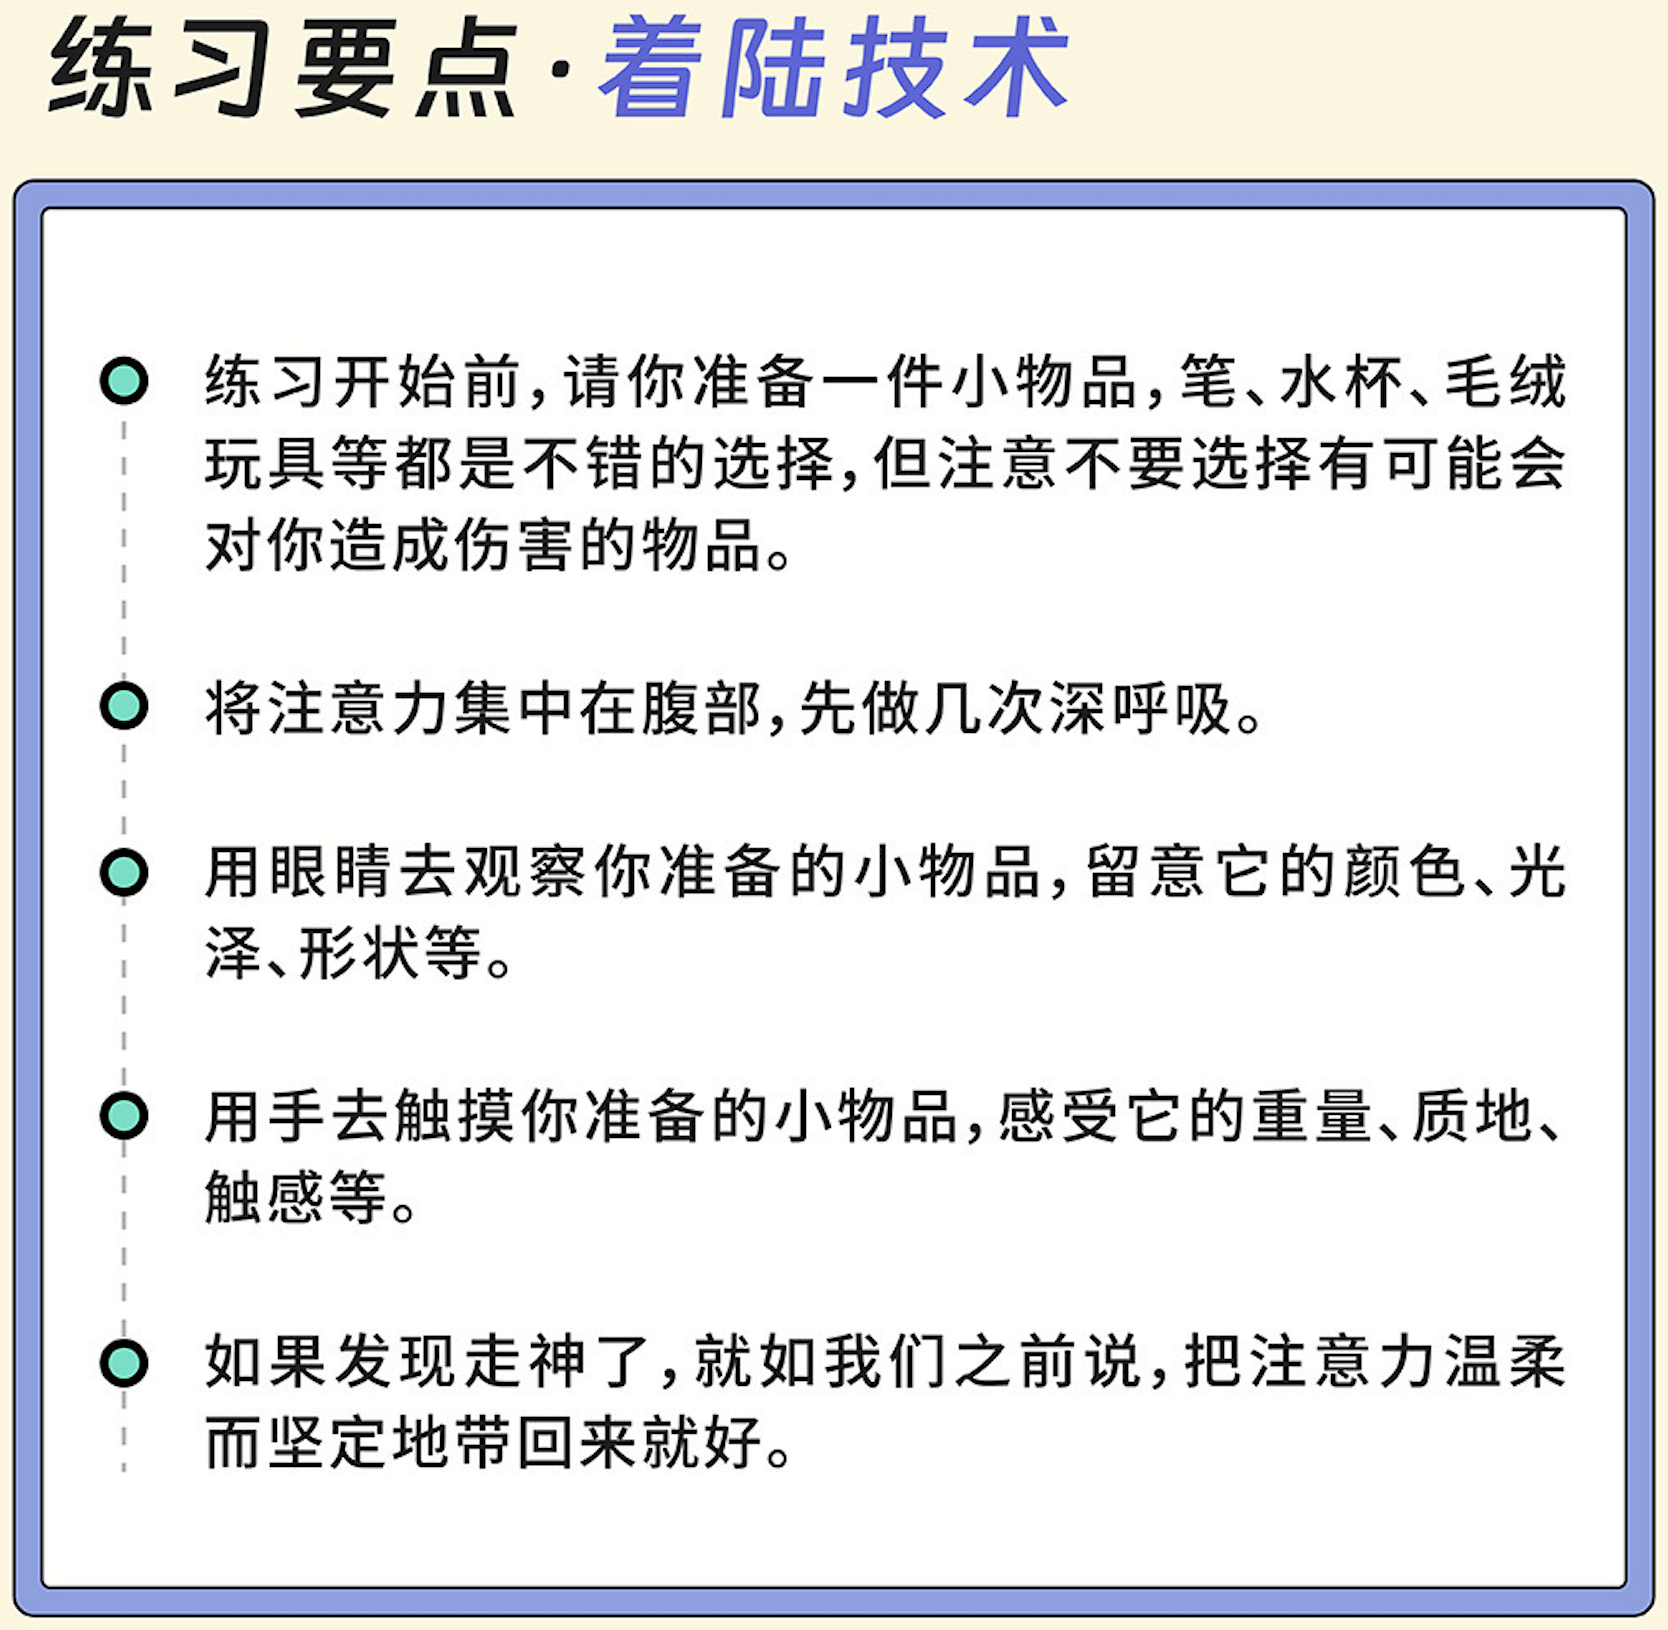 练习要点·着陆技术
练习开始前,请你准备一件小物品,笔、水杯、毛绒
玩具等都是不错的选择,但注意不要选择有可能会
对你造成伤害的物品。
将注意力集中在腹部,先做几次深呼吸。
用眼睛去观察你准备的小物品,留意它的颜色、光
泽、形状等。
用手去触摸你准备的小物品,感受它的重量、质地、
触感等。
如果发现走神了,就如我们之前说,把注意力温柔
而坚定地带回来就好。